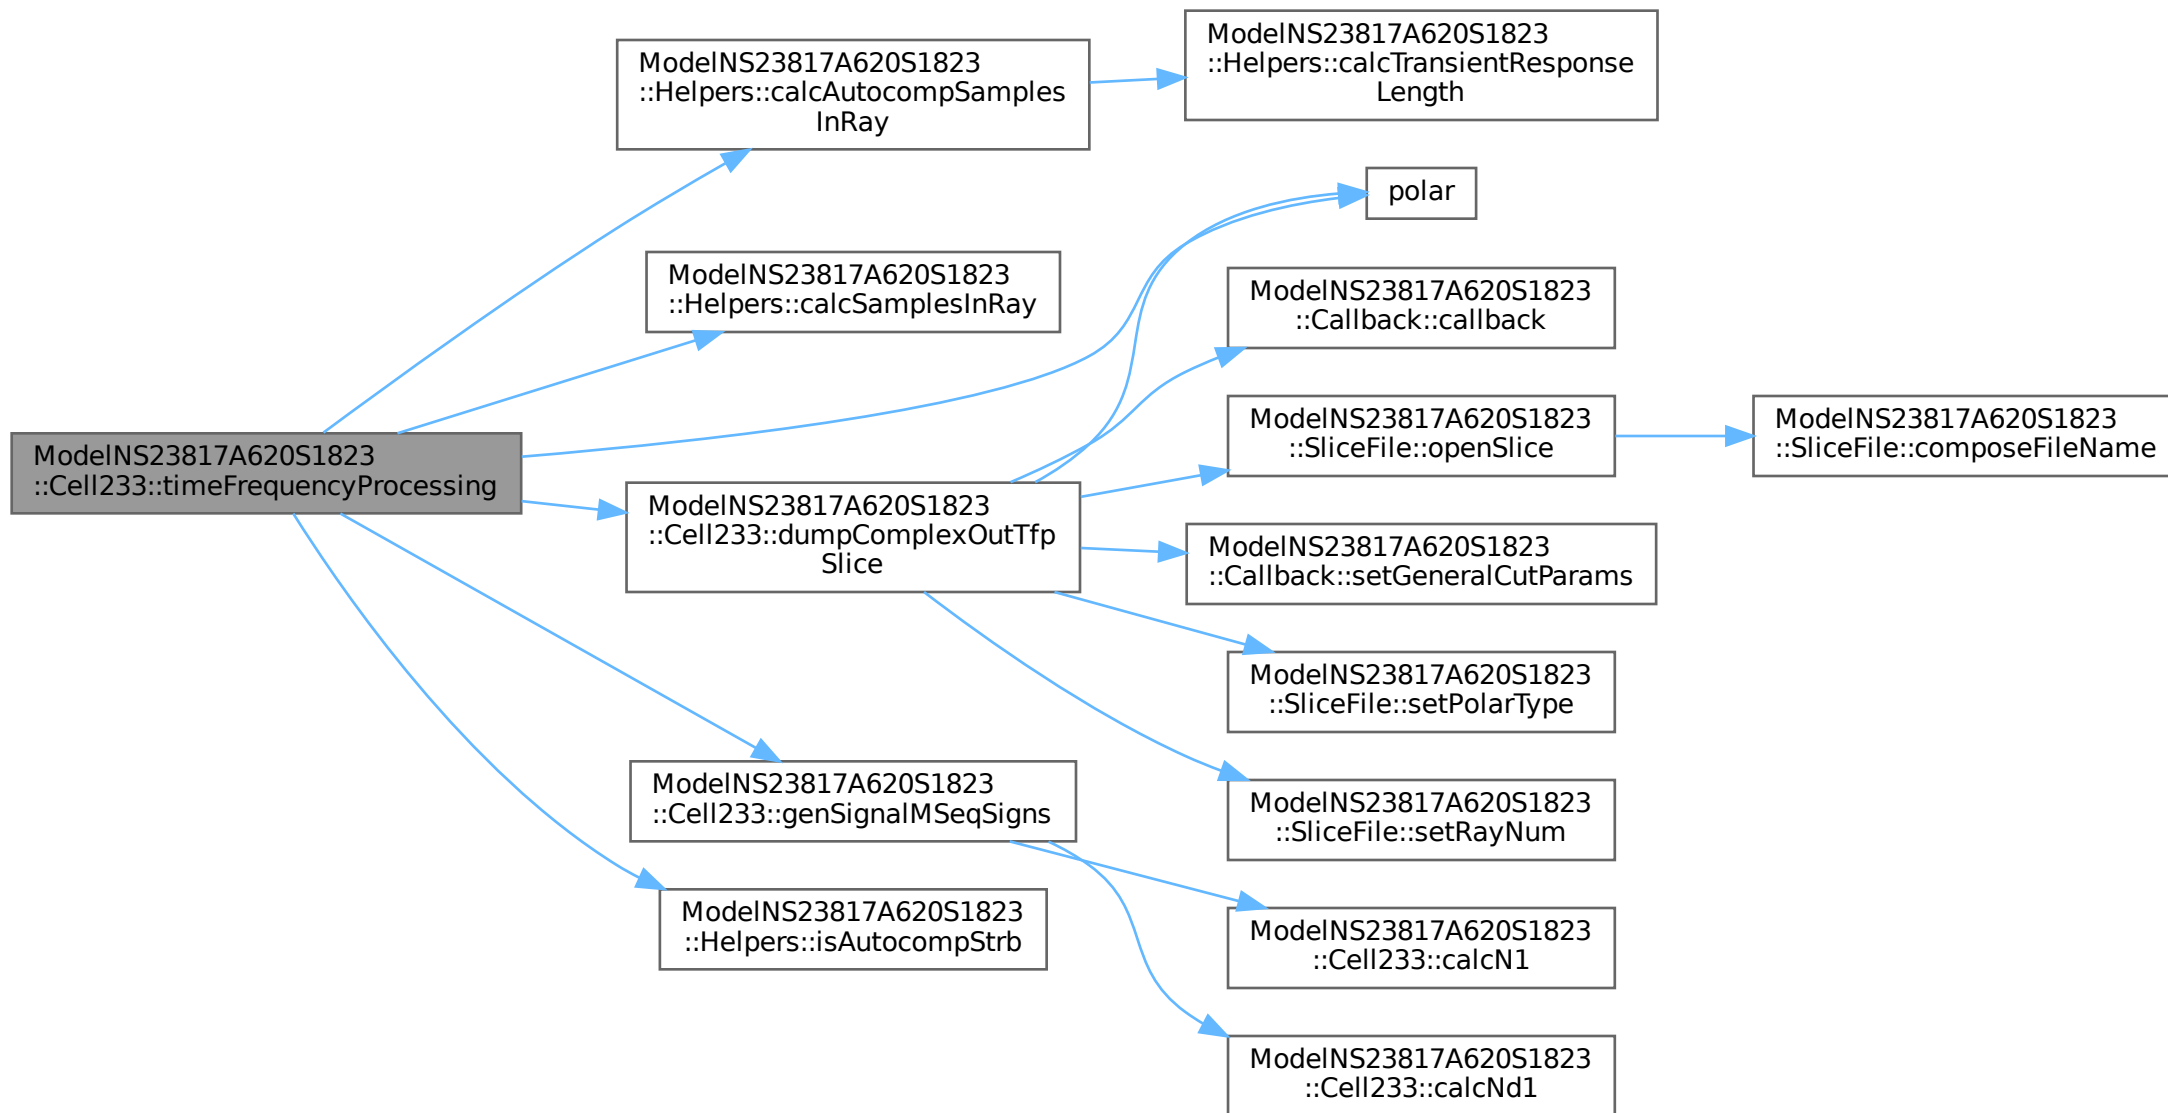 ModelNS23817A620S1823
::Cell233::timeFrequencyProcessing
ModelNS23817A620S1823
::Helpers::calcAutocompSamples
InRay
ModelNS23817A620S1823
::Helpers::calcTransientResponse
Length
ModelNS23817A620S1823
::Helpers::calcSamplesInRay
polar
ModelNS23817A620S1823
::Cell233::dumpComplexOutTfp
Slice
ModelNS23817A620S1823
::Callback::callback
ModelNS23817A620S1823
::SliceFile::openSlice
ModelNS23817A620S1823
::SliceFile::composeFileName
ModelNS23817A620S1823
::Callback::setGeneralCutParams
ModelNS23817A620S1823
::SliceFile::setPolarType
ModelNS23817A620S1823
::SliceFile::setRayNum
ModelNS23817A620S1823
::Cell233::genSignalMSeqSigns
ModelNS23817A620S1823
::Cell233::calcN1
ModelNS23817A620S1823
::Cell233::calcNd1
ModelNS23817A620S1823
::Helpers::isAutocompStrb